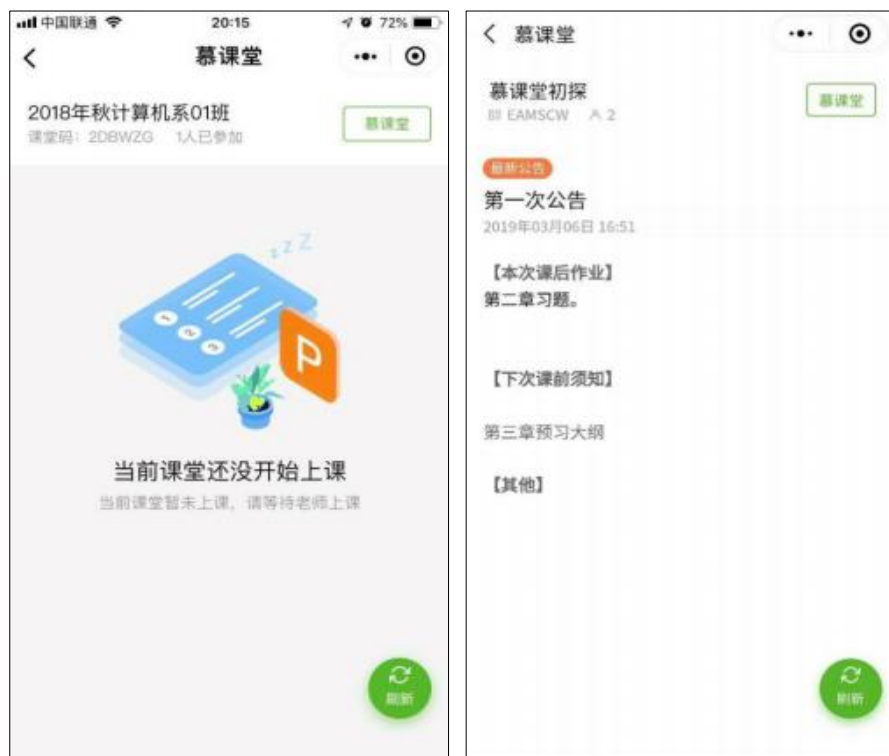 中国联通
20:15
72%
慕课堂
2018年秋计算机系01班
课堂码：2DBWZG 1人已参加
慕课堂
zzZ
1
2
3
P
当前课堂还没开始上课
当前课堂暂未上课，请等待老师上课
刷新
慕课堂
慕课堂初探
EAMSCW 2
慕课堂
最新公告
第一次公告
2019年03月06日 16:51
【本次课后作业】
第二章习题。
【下次课前须知】
第三章预习大纲
【其他】
刷新